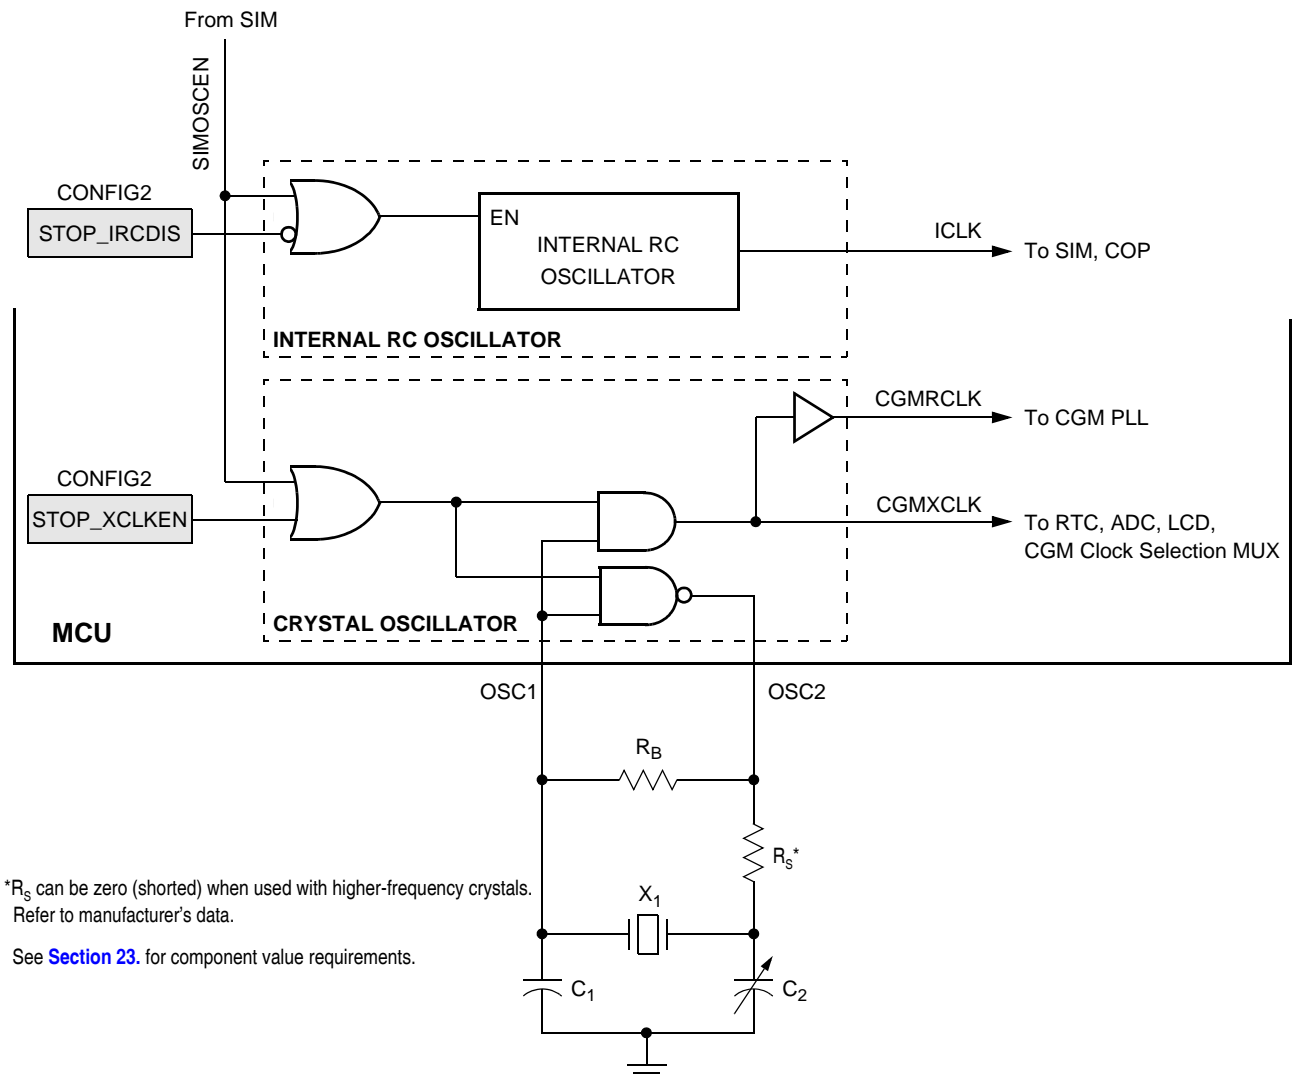 From SIM
SIMOSCEN
CONFIG2
STOP_IRCDIS
EN
INTERNAL RC
OSCILLATOR
ICLK
To SIM, COP
INTERNAL RC OSCILLATOR
CGMRCLK
To CGM PLL
CONFIG2
STOP_XCLKEN
CGMXCLK
To RTC, ADC, LCD,
CGM Clock Selection MUX
MCU
CRYSTAL OSCILLATOR
OSC1
OSC2
RB
RS*
*RS can be zero (shorted) when used with higher-frequency crystals.
Refer to manufacturer's data.
X1
See Section 23. for component value requirements.
C1
C2